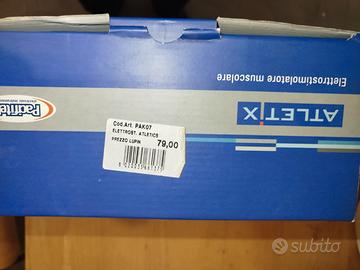 Elettrostimolatore muscolare
ATLETiX
Cod.Art. PAK07
ELETTROST. ATLETICS
PREZZO LUPIN 79,00
subito